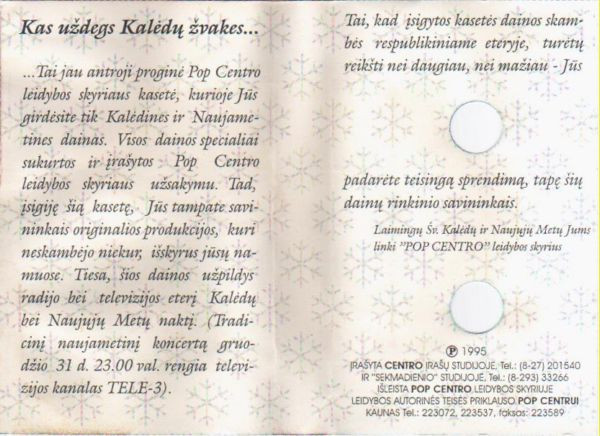 Kas uždegs Kalėdų žvakes...
...Tai jau antroji proginė Pop Centro
leidybos skyriaus kasetė, kurioje Jūs
girdėsite tik Kalėdines ir Naujame-
tines dainas. Visos dainos specialiai
sukurtos ir įrašytos Pop Centro
leidybos skyriaus užsakymu. Tad,
įsigiję šią kasetę, Jūs tampate savi-
ninkais originalios produkcijos, kuri
neskambėjo niekur, išskyrus jūsų na-
muose. Tiesa, šios dainos užpildys
radijo bei televizijos eterį Kalėdų
bei Naujųjų Metų naktį. (Tradi-
cinį naujametinį koncertą gruo-
džio 31 d. 23.00 val. rengia televi-
zijos kanalas TELE-3).
Tai, kad įsigytos kasetės dainos skam-
bės respublikiniame eteryje, turėtų
reikšti nei daugiau, nei mažiau - Jūs
padarėte teisingą sprendimą, tapę šių
dainų rinkinio savininkais.
Laimingų Šv. Kalėdų ir Naujųjų Metų Jums
linki "POP CENTRO" leidybos skyrius
Ⓟ 1995
ĮRAŠYTA CENTRO ĮRAŠŲ STUDIJOJE, Tel.: (8-27) 201540
IR "SEKMADIENIO" STUDIJOJE, Tel.: (8-293) 33266
IŠLEISTA POP CENTRO LEIDYBOS SKYRIUJE
LEIDYBOS AUTORINĖS TEISĖS PRIKLAUSO POP CENTRUI
KAUNAS Tel.: 223072, 223537, faksas: 223589